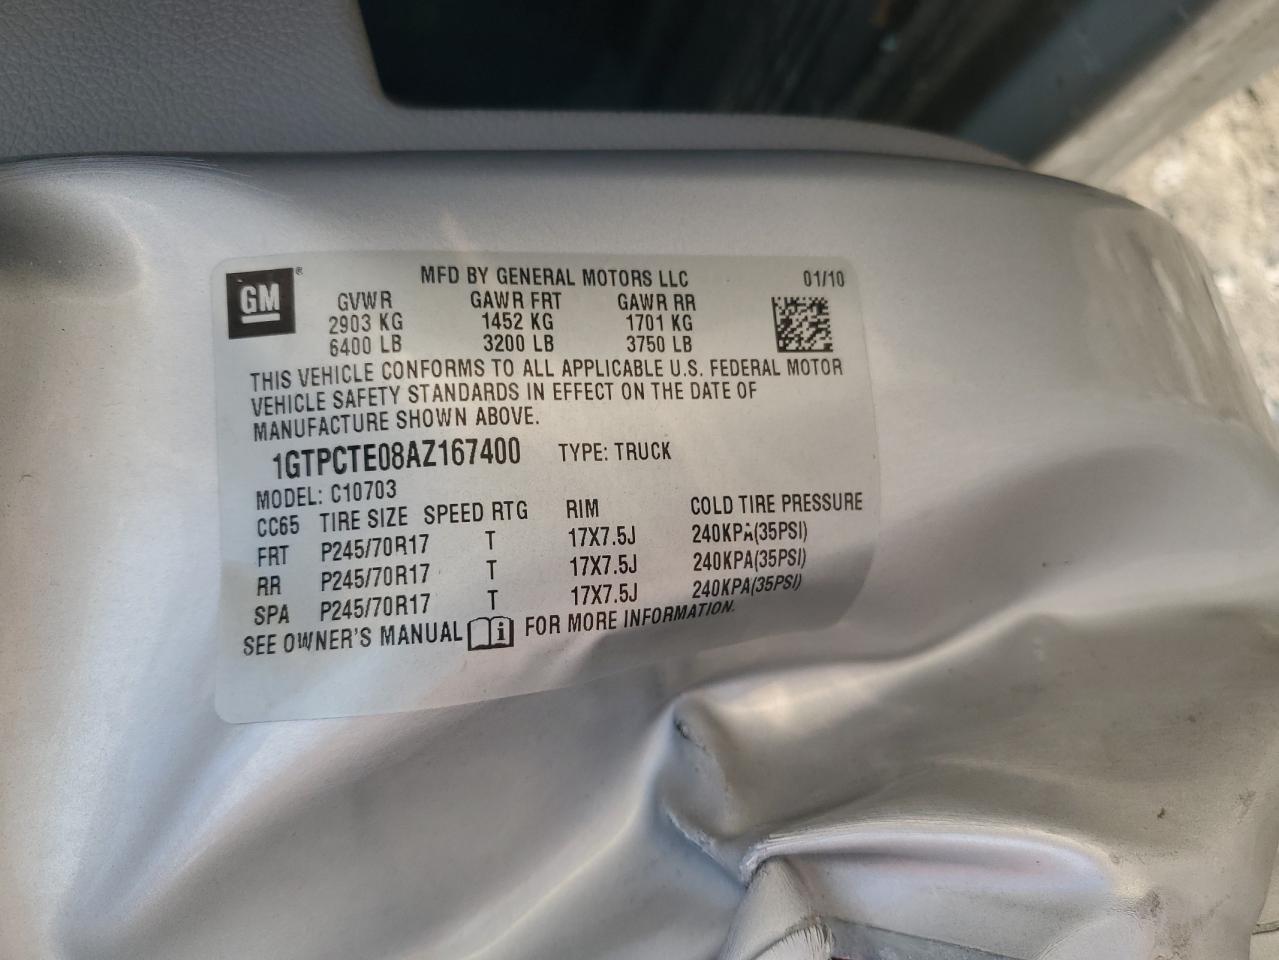 GM® MFD BY GENERAL MOTORS LLC 01/10
GVWR GAWR FRT GAWR RR
2903 KG 1452 KG 1701 KG
6400 LB 3200 LB 3750 LB
THIS VEHICLE CONFORMS TO ALL APPLICABLE U.S. FEDERAL MOTOR
VEHICLE SAFETY STANDARDS IN EFFECT ON THE DATE OF
MANUFACTURE SHOWN ABOVE.
1GTPCTE08AZ167400 TYPE: TRUCK
MODEL: C10703
CC65 TIRE SIZE SPEED RTG RIM COLD TIRE PRESSURE
FRT P245/70R17 T 17X7.5J 240KPA(35PSI)
RR P245/70R17 T 17X7.5J 240KPA(35PSI)
SPA P245/70R17 T 17X7.5J 240KPA(35PSI)
SEE OWNER'S MANUAL FOR MORE INFORMATION.